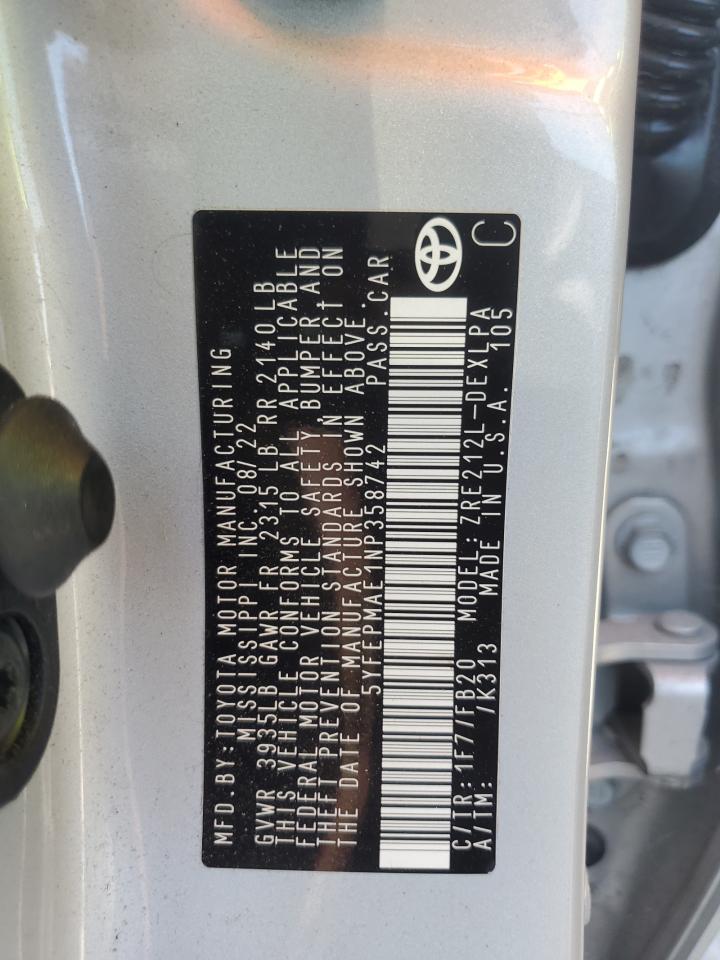 MFD.BY:TOYOTA MOTOR MANUFACTURING
MISSISSIPPI INC. 08/22
GVWR 3935LB GAWR FR 2315 LB RR 2140 LB
THIS VEHICLE CONFORMS TO ALL APPLICABLE
FEDERAL MOTOR VEHICLE SAFETY BUMPER AND
THEFT PREVENTION STANDARDS IN EFFECT ON
THE DATE OF MANUFACTURE SHOWN ABOVE.
5YFEPMAE1NP358742 PASS.CAR
C/TR: 1F7/FB20 MODEL: ZRE212L-DEXLPA
A/TM: /K313 MADE IN U.S.A. 105
C